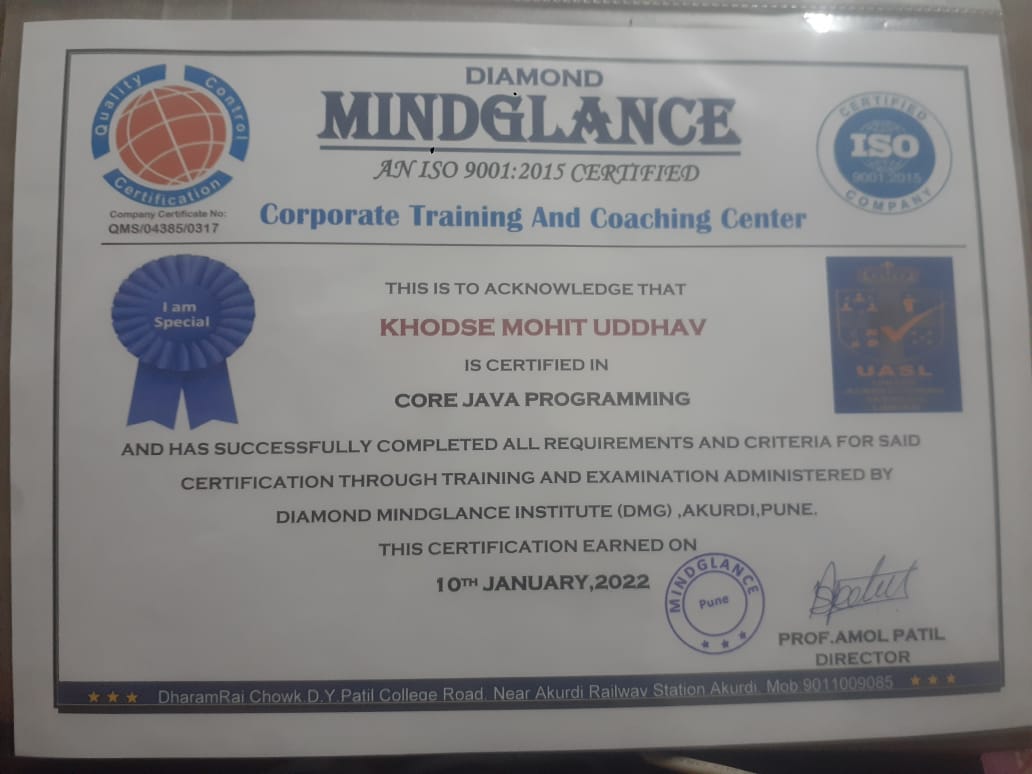 DIAMOND
MINDGLANCE
AN ISO 9001:2015 CERTIFIED
Corporate Training And Coaching Center
Quality Control
Certification
Company Certificate No:
QMS/04385/0317
CERTIFIED
ISO
9001:2015
COMPANY
I am
Special
UASL
THIS IS TO ACKNOWLEDGE THAT
KHODSE MOHIT UDDHAV
IS CERTIFIED IN
CORE JAVA PROGRAMMING
AND HAS SUCCESSFULLY COMPLETED ALL REQUIREMENTS AND CRITERIA FOR SAID
CERTIFICATION THROUGH TRAINING AND EXAMINATION ADMINISTERED BY
DIAMOND MINDGLANCE INSTITUTE (DMG) ,AKURDI,PUNE.
THIS CERTIFICATION EARNED ON
10TH JANUARY,2022
MINDGLANCE
Pune
PROF.AMOL PATIL
DIRECTOR
DharamRaj Chowk D.Y.Patil College Road Near Akurdi Railway Station Akurdi. Mob 9011009085